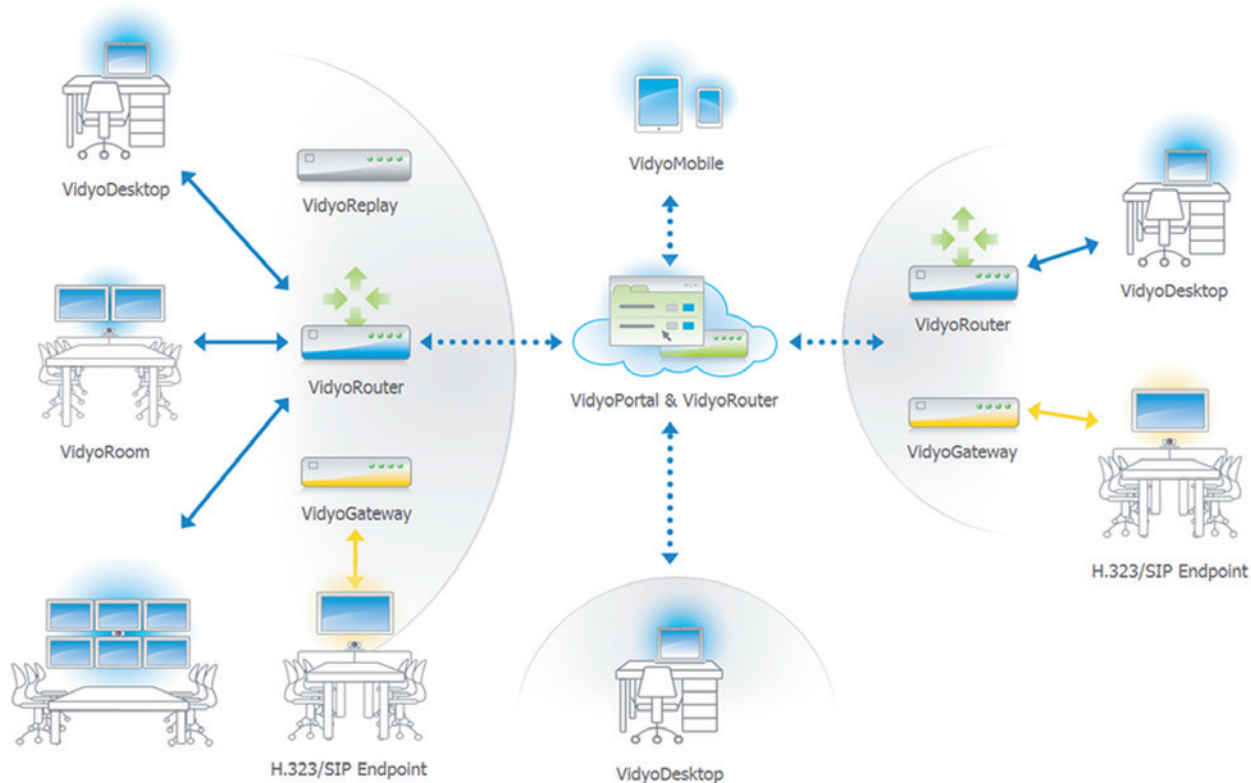 VidyoDesktop
VidyoReplay
VidyoRouter
VidyoRoom
VidyoGateway
H.323/SIP Endpoint
VidyoMobile
VidyoPortal & VidyoRouter
VidyoDesktop
VidyoRouter
VidyoDesktop
VidyoGateway
H.323/SIP Endpoint